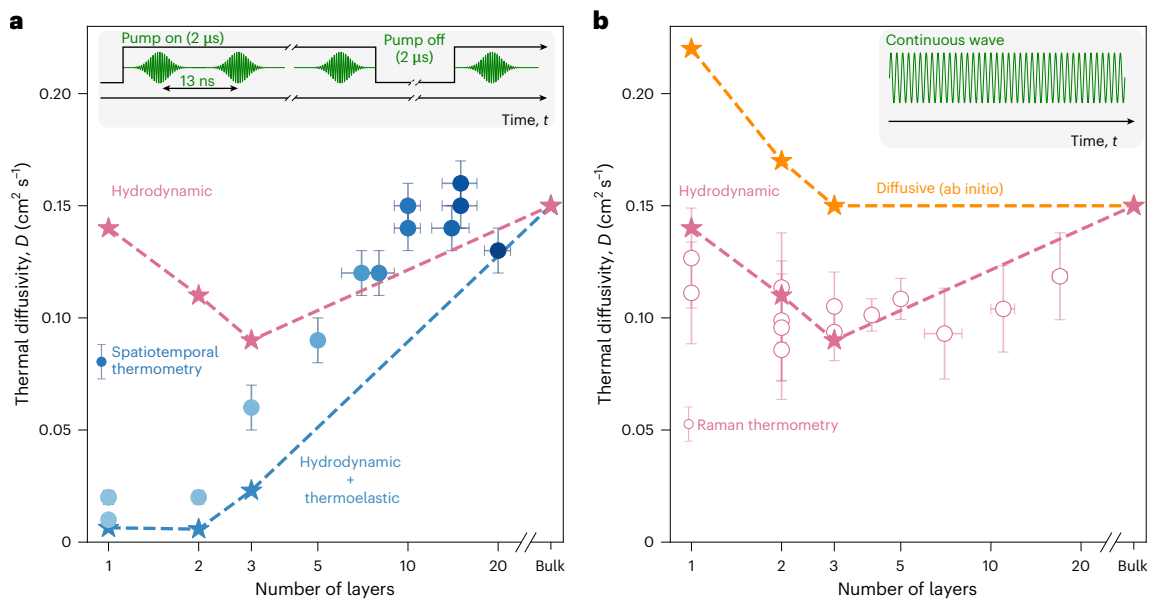 a
Pump on (2 µs)
Pump off
(2 µs)
13 ns
Time, t
Hydrodynamic
Spatiotemporal
thermometry
Hydrodynamic
+
thermoelastic
Thermal diffusivity, D (cm² s⁻¹)
0.20
0.15
0.10
0.05
0
1 2 3 5 10 20 Bulk
Number of layers
b
Continuous wave
Time, t
Diffusive (ab initio)
Hydrodynamic
Raman thermometry
Thermal diffusivity, D (cm² s⁻¹)
0.20
0.15
0.10
0.05
0
1 2 3 5 10 20 Bulk
Number of layers